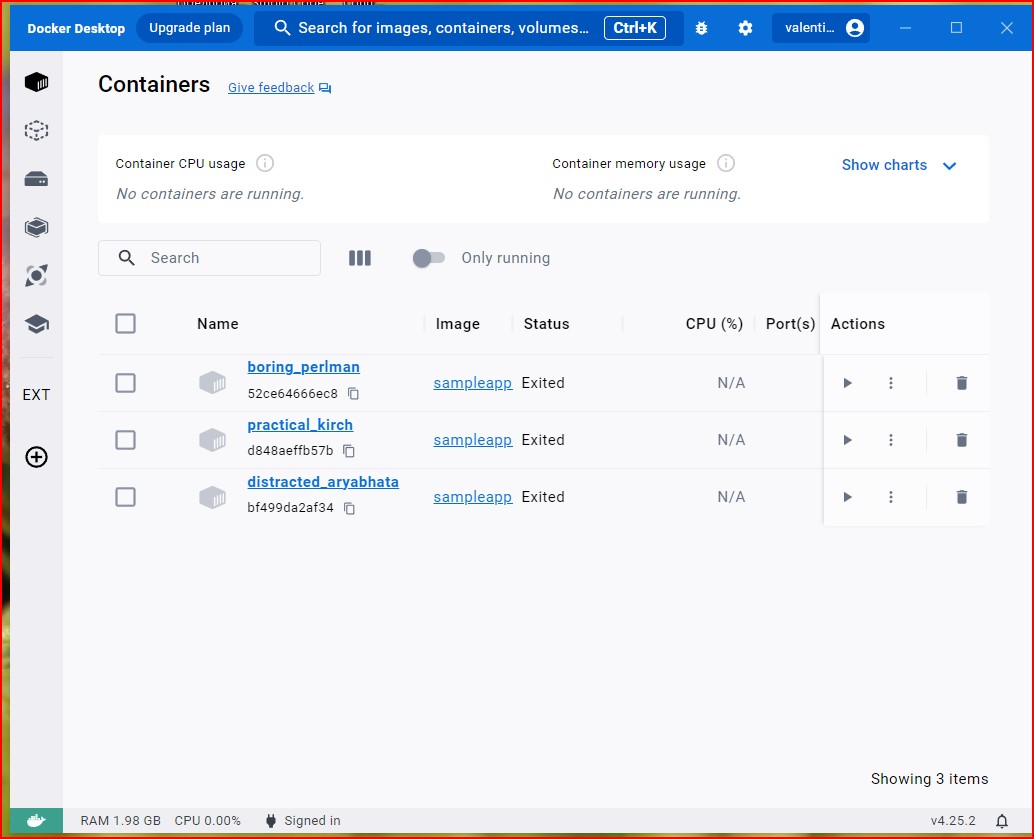 Docker Desktop Upgrade plan Search for images, containers, volumes... Ctrl+K valenti...
Containers Give feedback
Container CPU usage Container memory usage Show charts
No containers are running. No containers are running.
Search Only running
Name Image Status CPU (%) Port(s) Actions
boring_perlman
52ce64666ec8 sampleapp Exited N/A
practical_kirch
d848aeffb57b sampleapp Exited N/A
distracted_aryabhata
bf499da2af34 sampleapp Exited N/A
EXT
Showing 3 items
RAM 1.98 GB CPU 0.00% Signed in v4.25.2